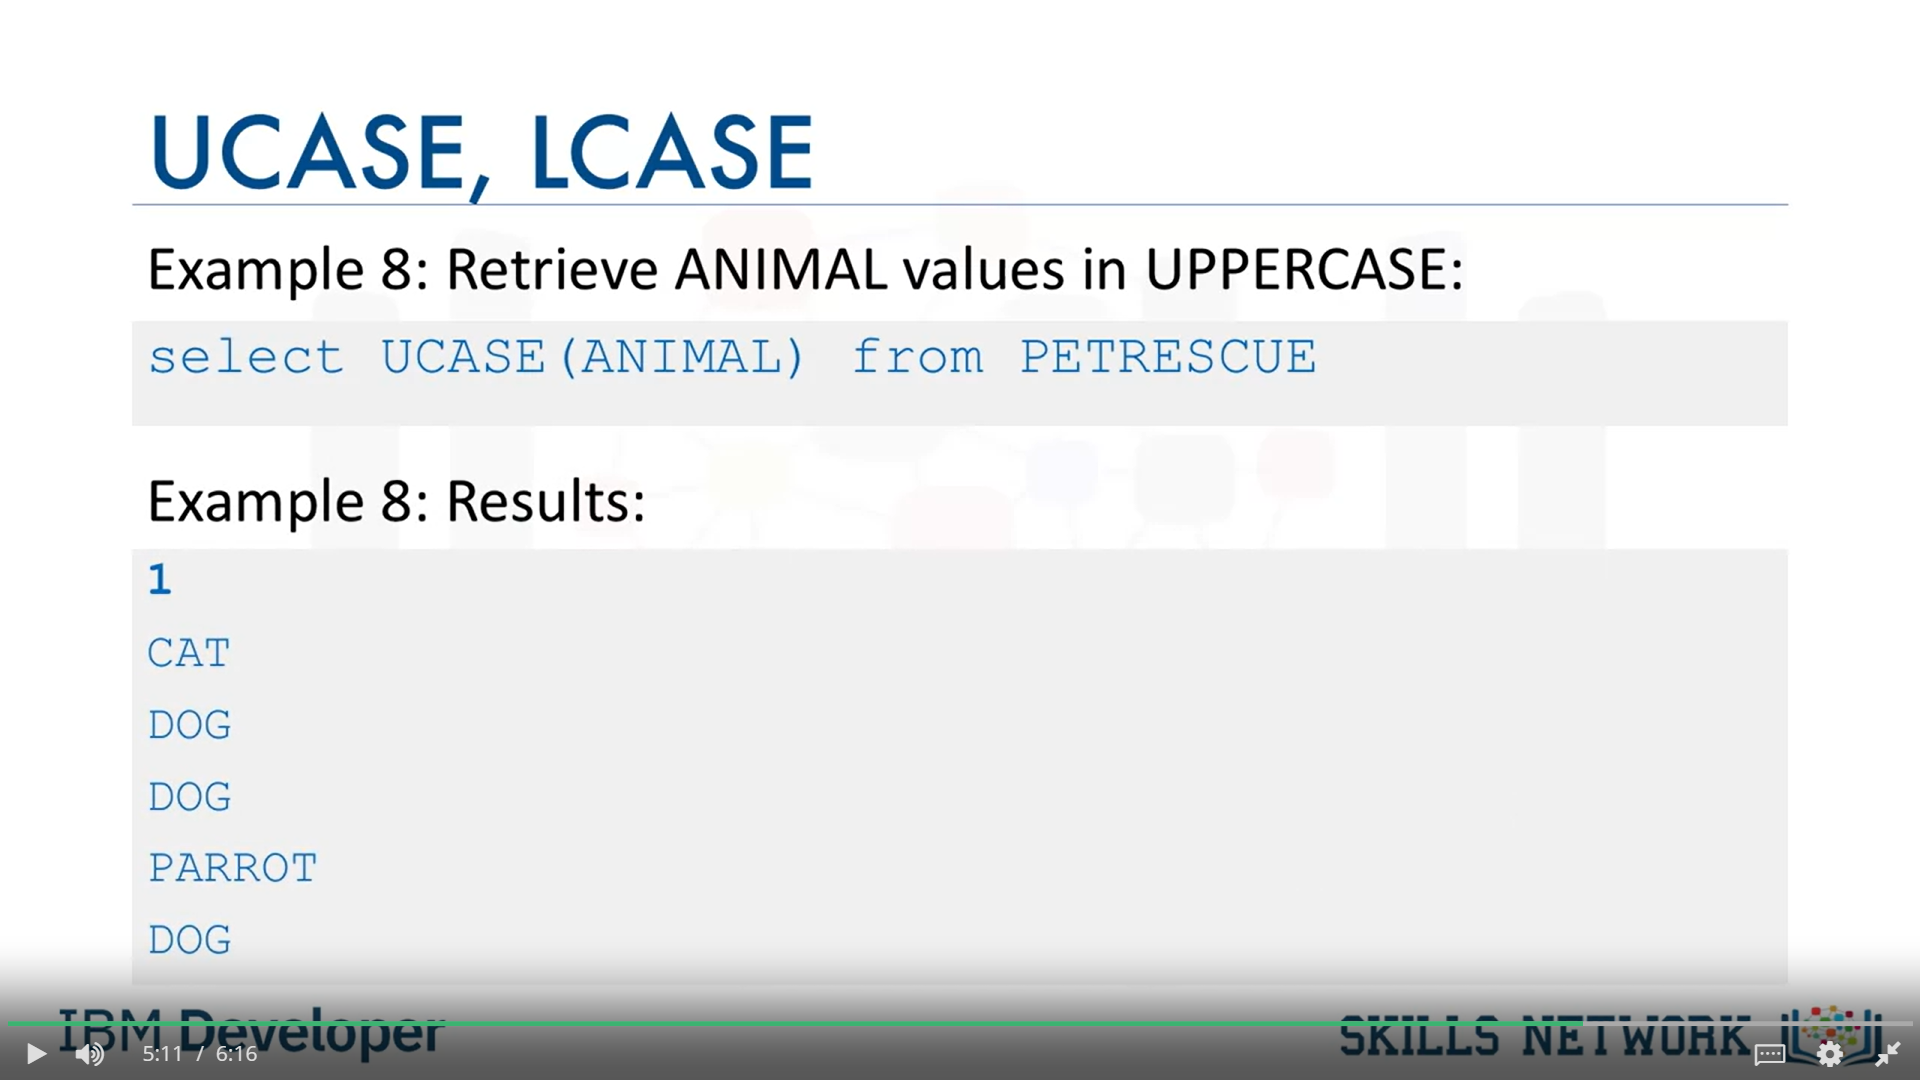 UCASE, LCASE
Example 8: Retrieve ANIMAL values in UPPERCASE:
select UCASE(ANIMAL) from PETRESCUE
Example 8: Results:
1
CAT
DOG
DOG
PARROT
DOG
IBM Developer
SKILLS NETWORK
5:11 / 6:16